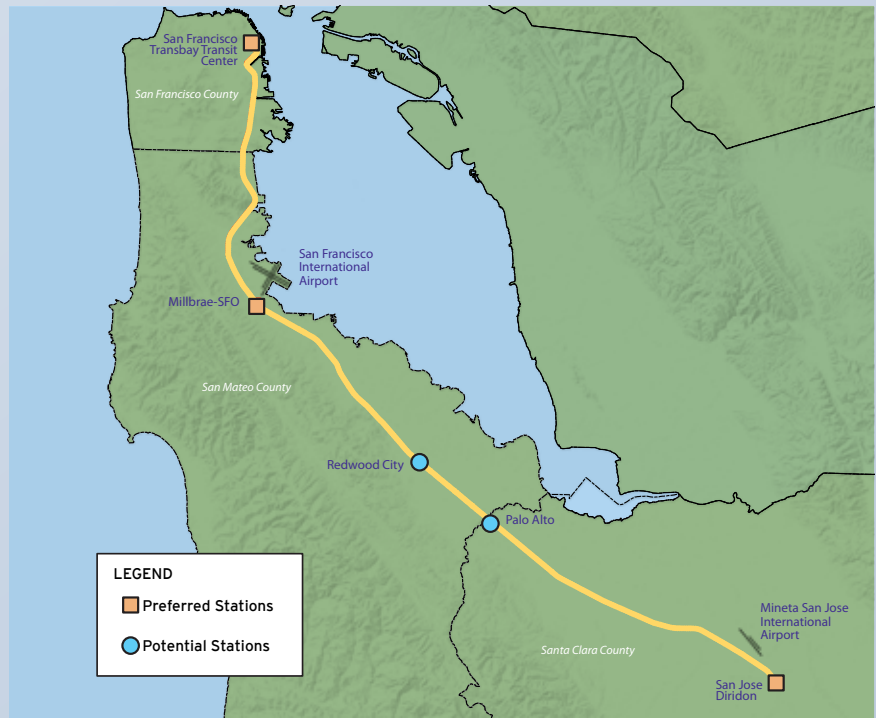 San Francisco
Transbay Transit
Center
San Francisco County
San Francisco
International
Airport
Millbrae-SFO
San Mateo County
Redwood City
Palo Alto
LEGEND
Preferred Stations
Potential Stations
Mineta San Jose
International
Airport
Santa Clara County
San Jose
Diridon